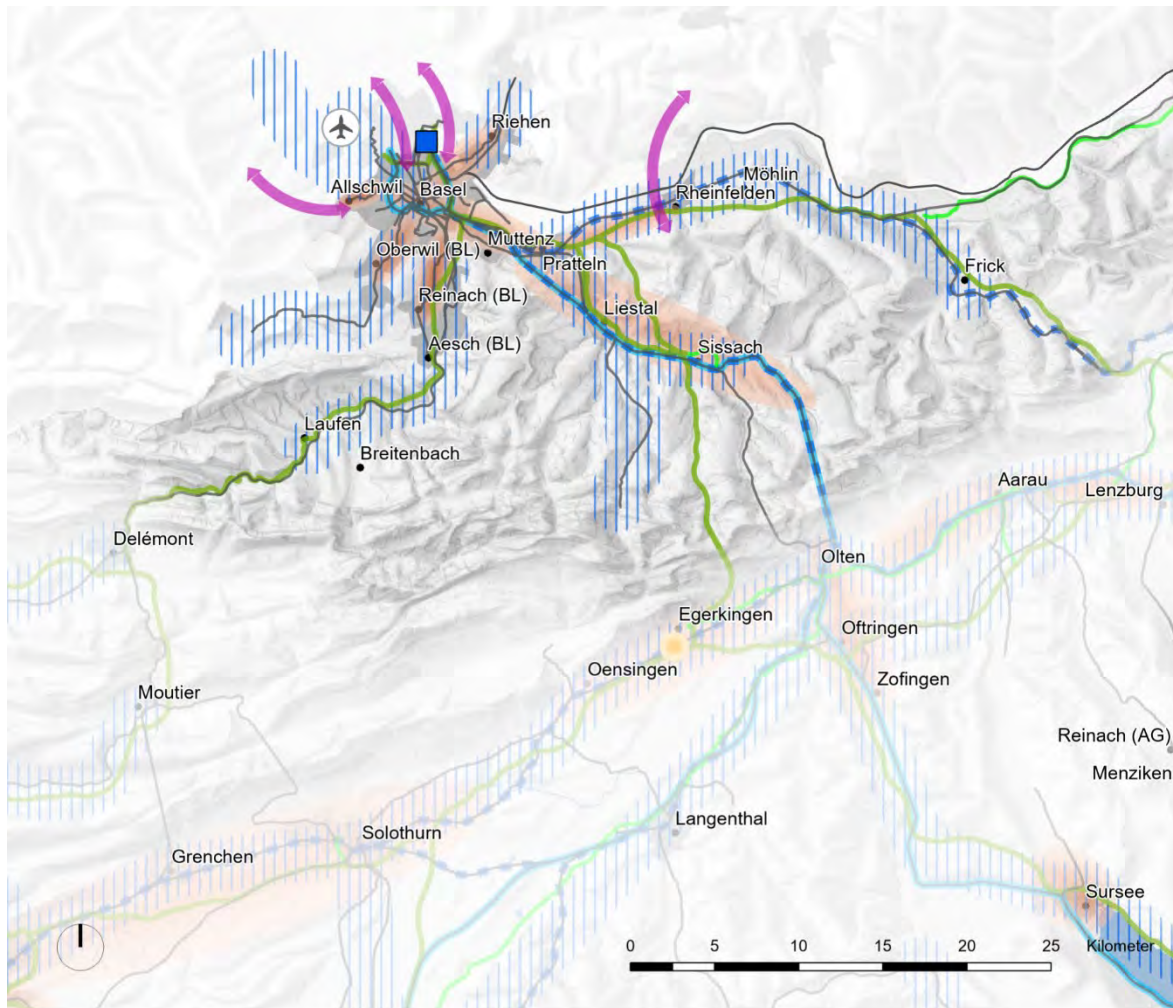 Riehen
Allschwil
Basel
Möhlin
Rheinfelden
Muttenz
Oberwil (BL)
Pratteln
Frick
Reinach (BL)
Liestal
Aesch (BL)
Sissach
Laufen
Breitenbach
Aarau
Lenzburg
Delémont
Olten
Egerkingen
Oftringen
Oensingen
Zofingen
Moutier
Reinach (AG)
Menziken
Langenthal
Solothurn
Grenchen
Sursee
0 5 10 15 20 25 Kilometer